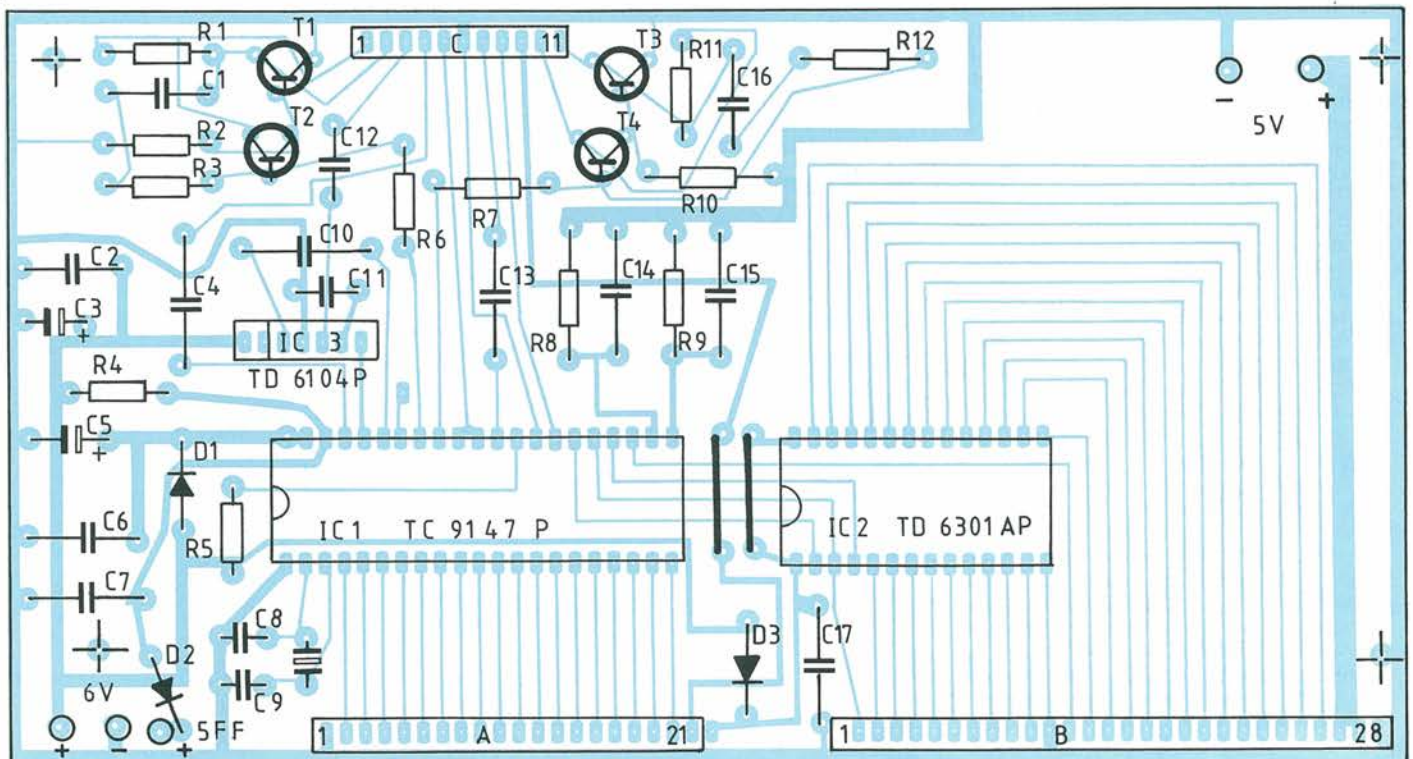 R1
T1
1 C 11
T3
R11
R12
C1
C16
- +
5V
T2
T4
R2
C12
R3
R10
R7
R6
C2
C10
C4
C11
C13
C14
C15
C3
+
IC 3
R8
R9
TD 6104P
R4
C5
+
D1
IC1 TC 9147 P
IC2 TD 6301AP
C6
R5
C7
C8
D3
C17
D2
6V
C9
5FF
+ - +
1 A 21
1 B 28